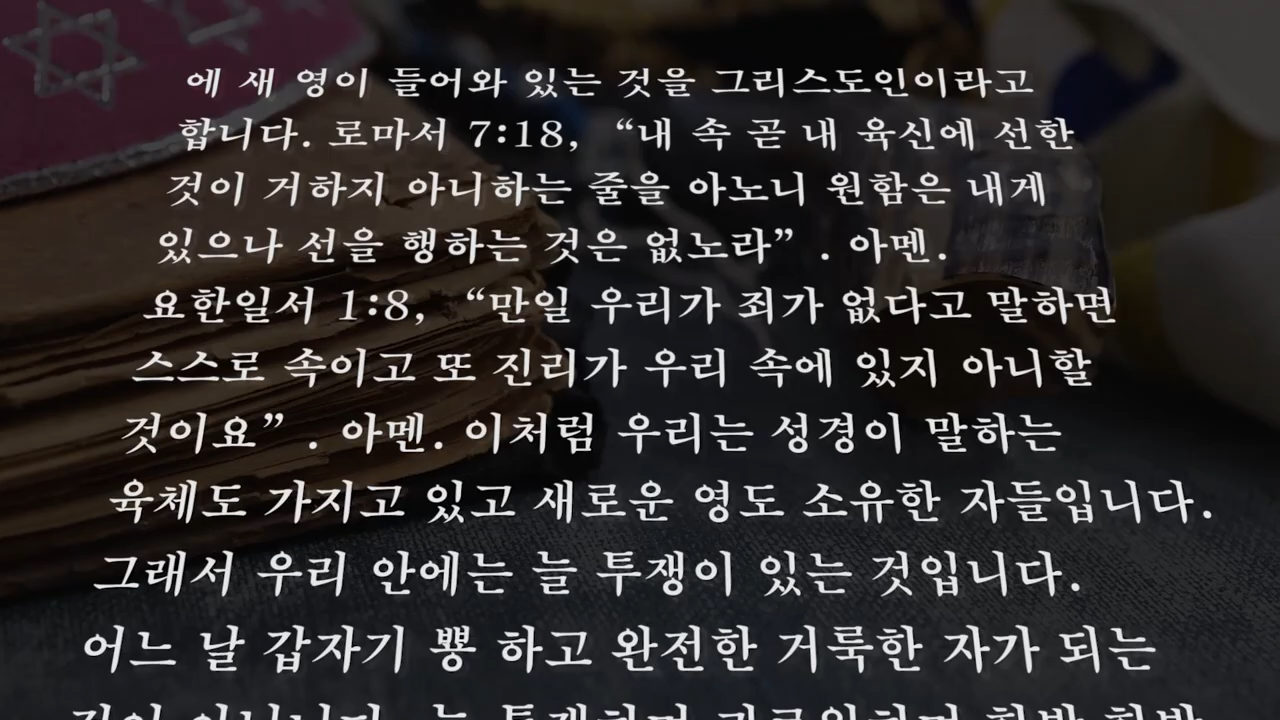 에 새 영이 들어와 있는 것을 그리스도인이라고
합니다. 로마서 7:18, “내 속 곧 내 육신에 선한
것이 거하지 아니하는 줄을 아노니 원함은 내게
있으나 선을 행하는 것은 없노라” . 아멘.
요한일서 1:8, “만일 우리가 죄가 없다고 말하면
스스로 속이고 또 진리가 우리 속에 있지 아니할
것이요” . 아멘. 이처럼 우리는 성경이 말하는
육체도 가지고 있고 새로운 영도 소유한 자들입니다.
그래서 우리 안에는 늘 투쟁이 있는 것입니다.
어느 날 갑자기 뿅 하고 완전한 거룩한 자가 되는